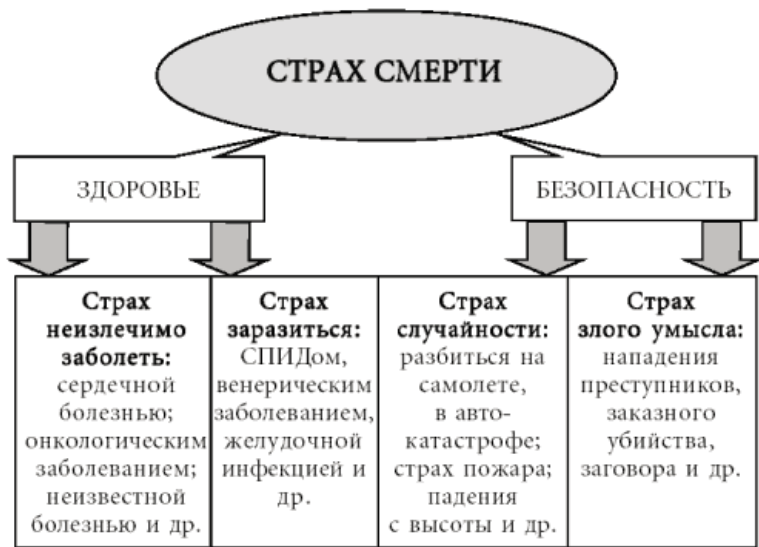 СТРАХ СМЕРТИ
ЗДОРОВЬЕ
БЕЗОПАСНОСТЬ
Страх
неизлечимо
заболеть:
сердечной
болезнью;
онкологическим
заболеванием;
неизвестной
болезнью и др.
Страх
заразиться:
СПИДом,
венерическим
заболеванием,
желудочной
инфекцией и
др.
Страх
случайности:
разбиться на
самолете,
в авто-
катастрофе;
страх пожара;
падения
с высоты и др.
Страх
злого умысла:
нападения
преступников,
заказного
убийства,
заговора и др.